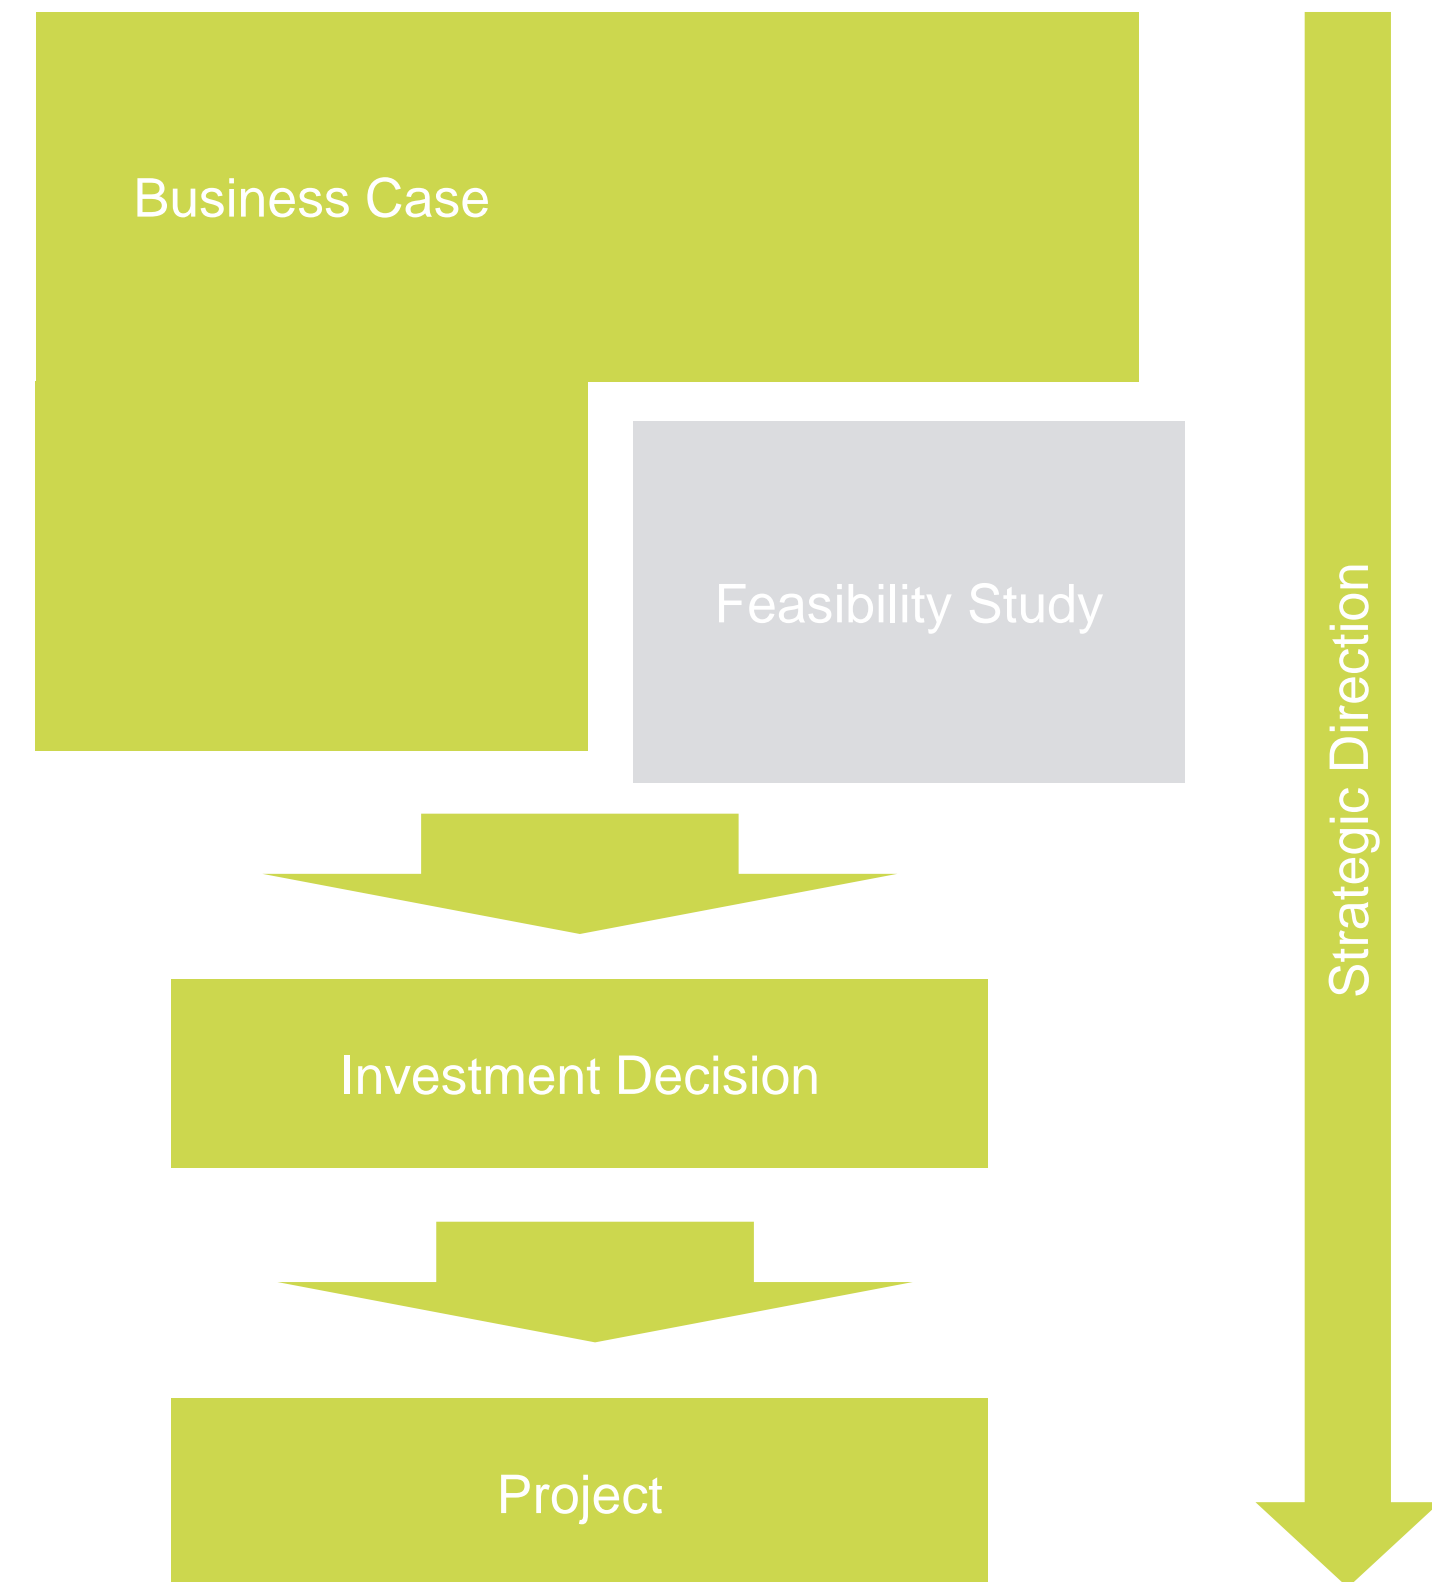 Business Case
Feasibility Study
Strategic Direction
Investment Decision
Project